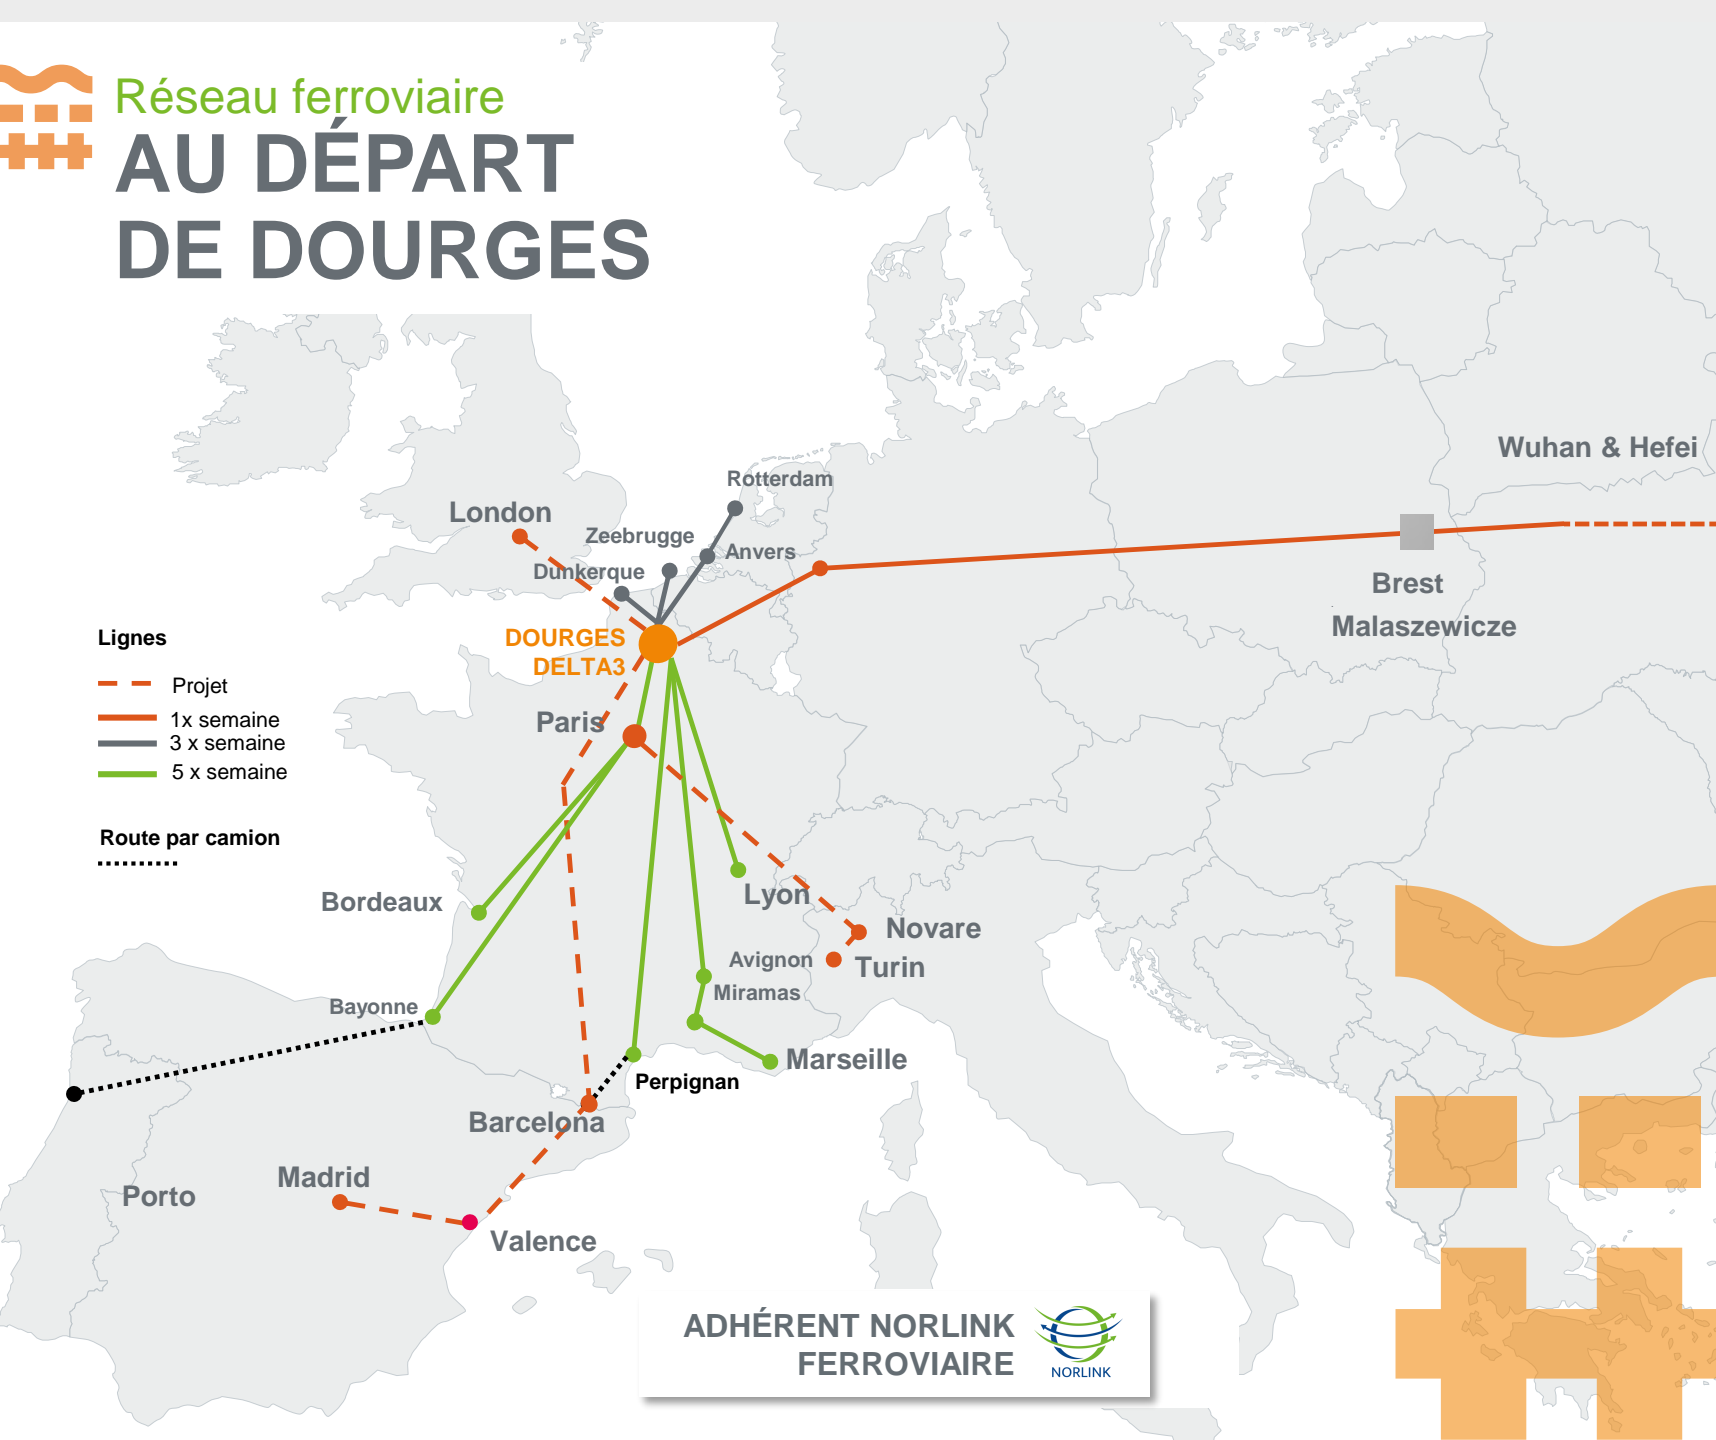 Réseau ferroviaire
AU DÉPART
DE DOURGES
Wuhan & Hefei
Rotterdam
London
Zeebrugge
Anvers
Dunkerque
Brest
Malaszewicze
DOURGES
DELTA3
Lignes
Projet
1x semaine
3 x semaine
5 x semaine
Route par camion
Paris
Lyon
Bordeaux
Novare
Avignon
Turin
Miramas
Bayonne
Marseille
Perpignan
Barcelona
Madrid
Porto
Valence
ADHÉRENT NORLINK
FERROVIAIRE
NORLINK